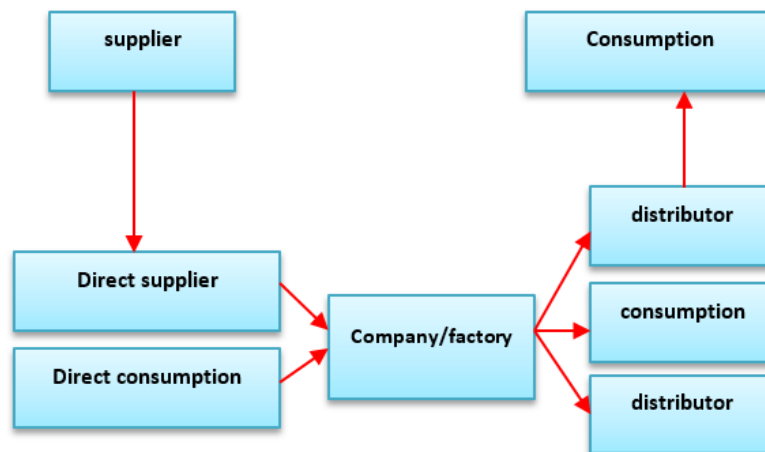 supplier
Consumption
distributor
Direct supplier
consumption
Company/factory
Direct consumption
distributor